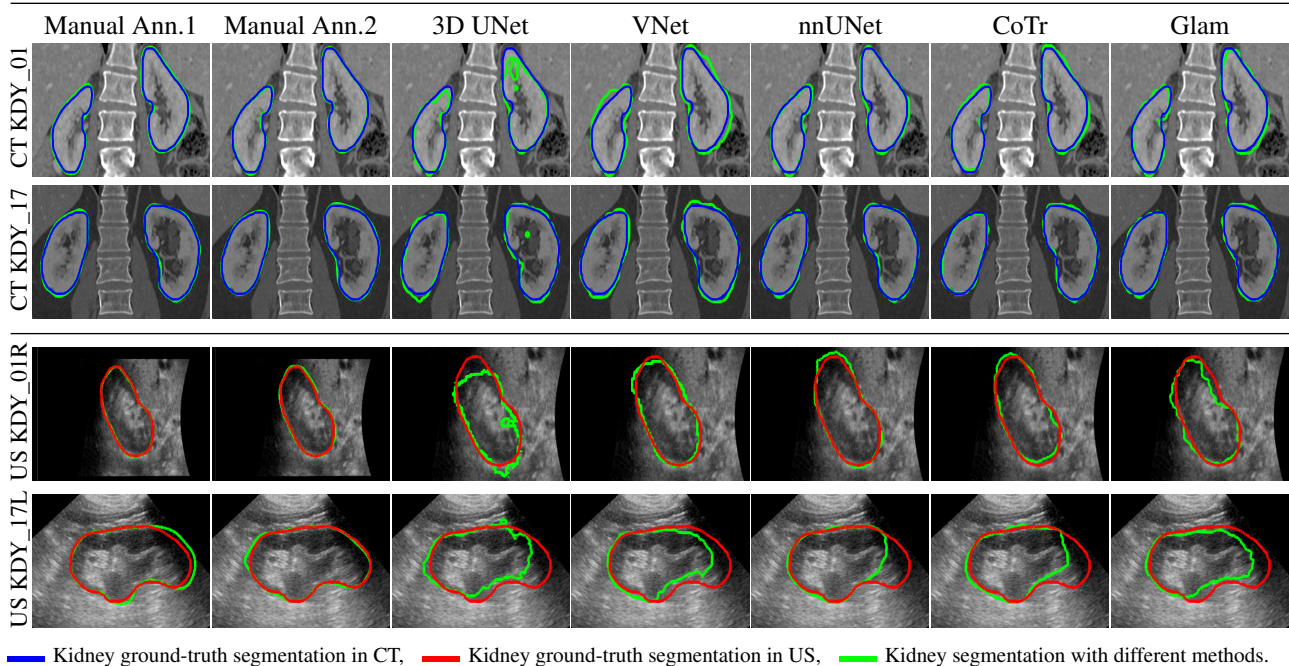 Manual Ann.1 Manual Ann.2 3D UNet VNet nnUNet CoTr Glam
CT KDY_01
CT KDY_17
US KDY_01R
US KDY_17L
Kidney ground-truth segmentation in CT, Kidney ground-truth segmentation in US, Kidney segmentation with different methods.